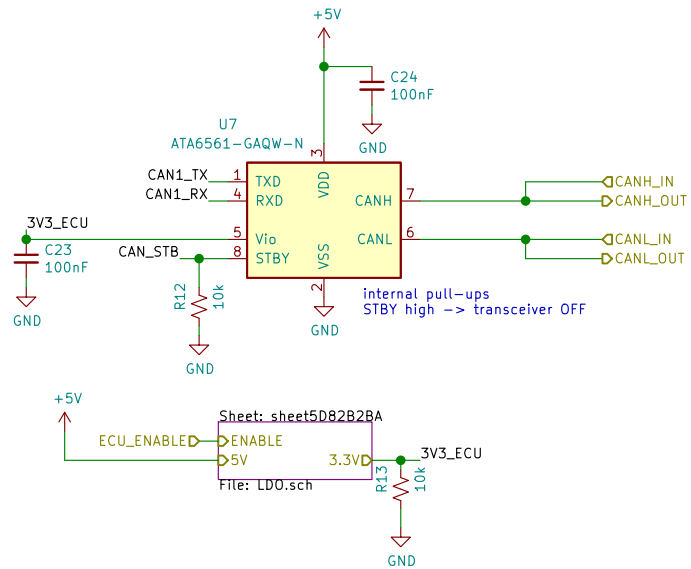 +5V
C24
100nF
GND
U7
ATA6561-GAQW-N
3
VDD
CAN1_TX 1 TXD
CAN1_RX 4 RXD
CANH 7
CANH_IN
CANH_OUT
3V3_ECU
5 Vio
CANL 6
CANL_IN
CANL_OUT
C23
100nF
GND
CAN_STB 8 STBY
VSS
2
GND
R12
10k
GND
internal pull-ups
STBY high -> transceiver OFF
+5V
Sheet: sheet5D82B2BA
ECU_ENABLE ENABLE
5V 3.3V
3V3_ECU
File: LDO.sch
R13
10k
GND